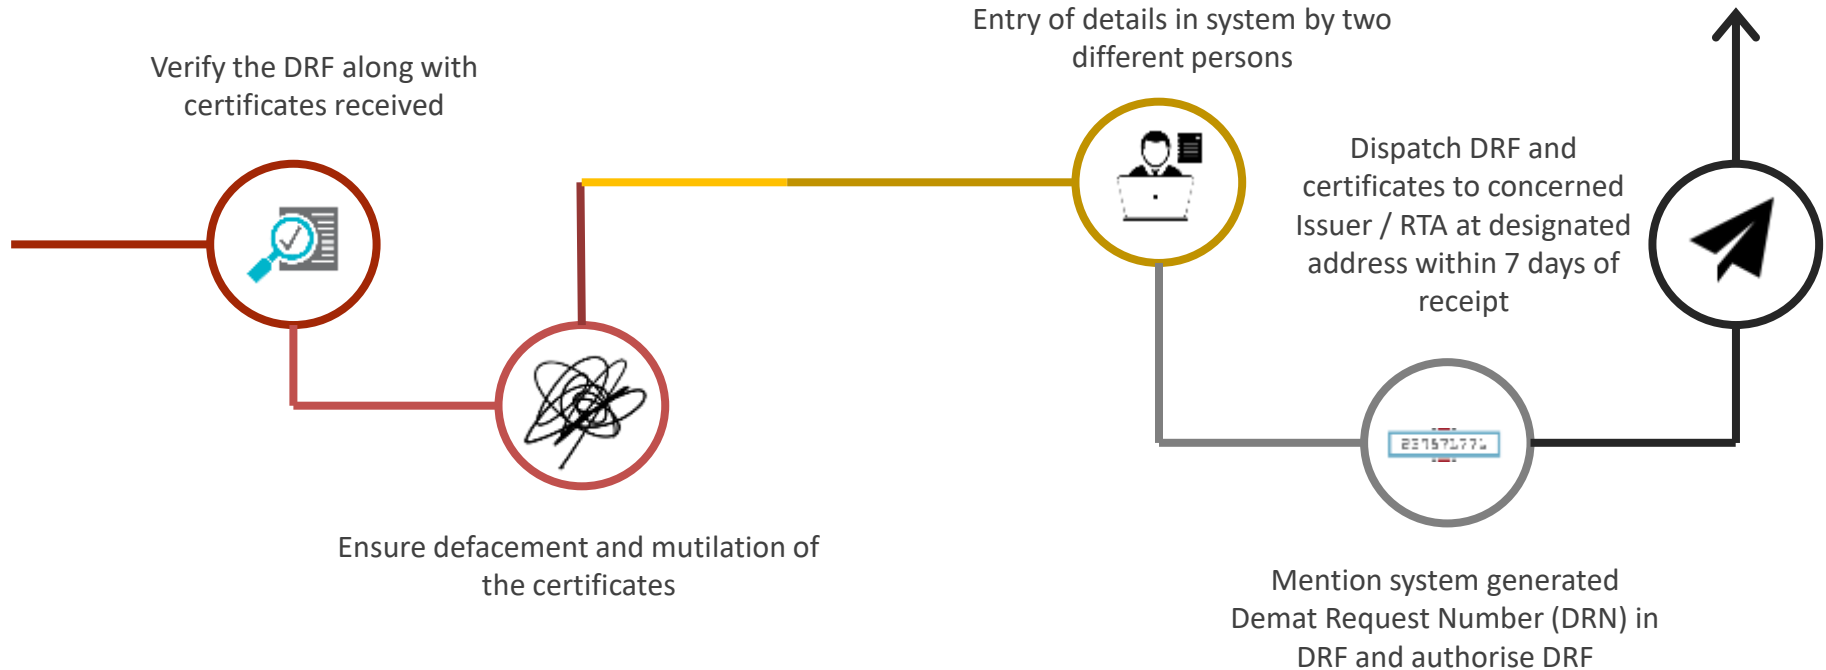 Verify the DRF along with
certificates received
Ensure defacement and mutilation of
the certificates
Entry of details in system by two
different persons
Mention system generated
Demat Request Number (DRN) in
DRF and authorise DRF
Dispatch DRF and
certificates to concerned
Issuer / RTA at designated
address within 7 days of
receipt